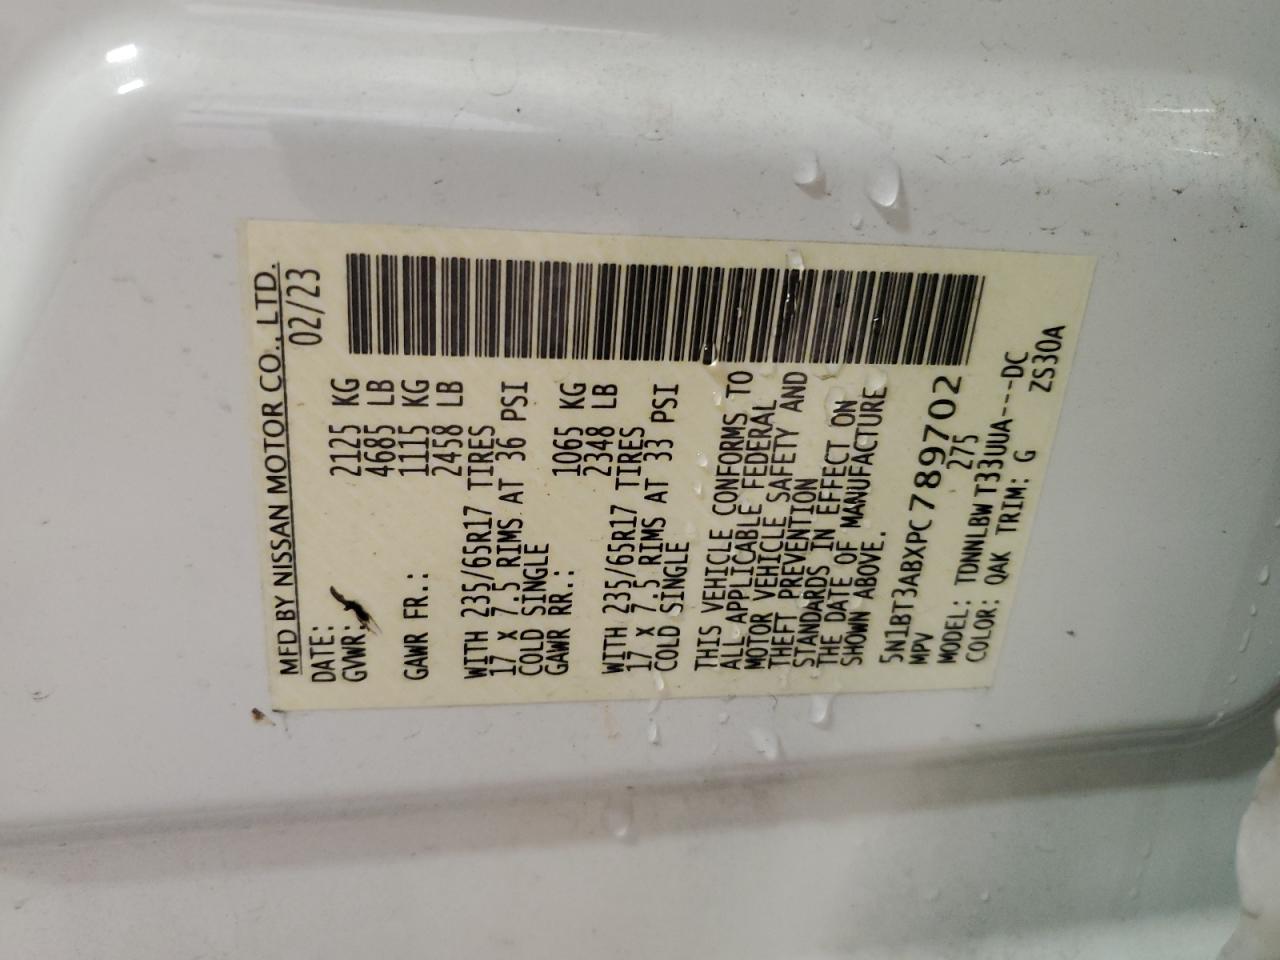 MFD BY NISSAN MOTOR CO., LTD.
DATE: 02/23
GVWR: 2125 KG
4685 LB
GAWR FR.: 1115 KG
2458 LB
WITH 235/65R17 TIRES
17 X 7.5 RIMS AT 36 PSI
COLD SINGLE
GAWR RR.: 1065 KG
2348 LB
WITH 235/65R17 TIRES
17 X 7.5 RIMS AT 33 PSI
COLD SINGLE
THIS VEHICLE CONFORMS TO
ALL APPLICABLE FEDERAL
MOTOR VEHICLE SAFETY AND
THEFT PREVENTION
STANDARDS IN EFFECT ON
THE DATE OF MANUFACTURE
SHOWN ABOVE.
5N1BT3ABXPC789702
MPV 275
MODEL: TDNNLBW T33UUA---DC
COLOR: QAK TRIM: G ZS30A